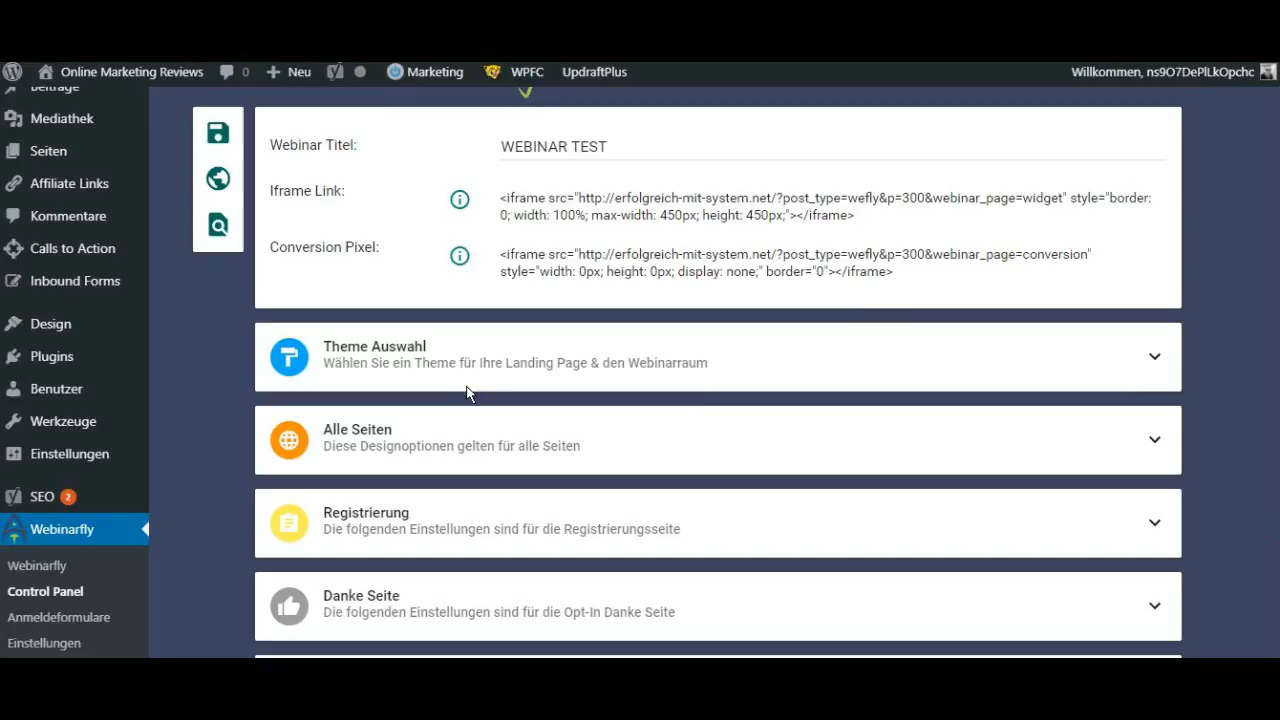 Online Marketing Reviews 0 Neu Marketing WPFC UpdraftPlus Willkommen, ns9O7DePlLkOpchc
Beiträge
Mediathek
Seiten
Affiliate Links
Kommentare
Calls to Action
Inbound Forms
Design
Plugins
Benutzer
Werkzeuge
Einstellungen
SEO 2
Webinarfly
Webinarfly
Control Panel
Anmeldeformulare
Einstellungen
Webinar Titel: WEBINAR TEST
Iframe Link: <iframe src="http://erfolgreich-mit-system.net/?post_type=wefly&p=300&webinar_page=widget" style="border:
0; width: 100%; max-width: 450px; height: 450px;"></iframe>
Conversion Pixel: <iframe src="http://erfolgreich-mit-system.net/?post_type=wefly&p=300&webinar_page=conversion"
style="width: 0px; height: 0px; display: none;" border="0"></iframe>
Theme Auswahl
Wählen Sie ein Theme für Ihre Landing Page & den Webinarraum
Alle Seiten
Diese Designoptionen gelten für alle Seiten
Registrierung
Die folgenden Einstellungen sind für die Registrierungsseite
Danke Seite
Die folgenden Einstellungen sind für die Opt-In Danke Seite